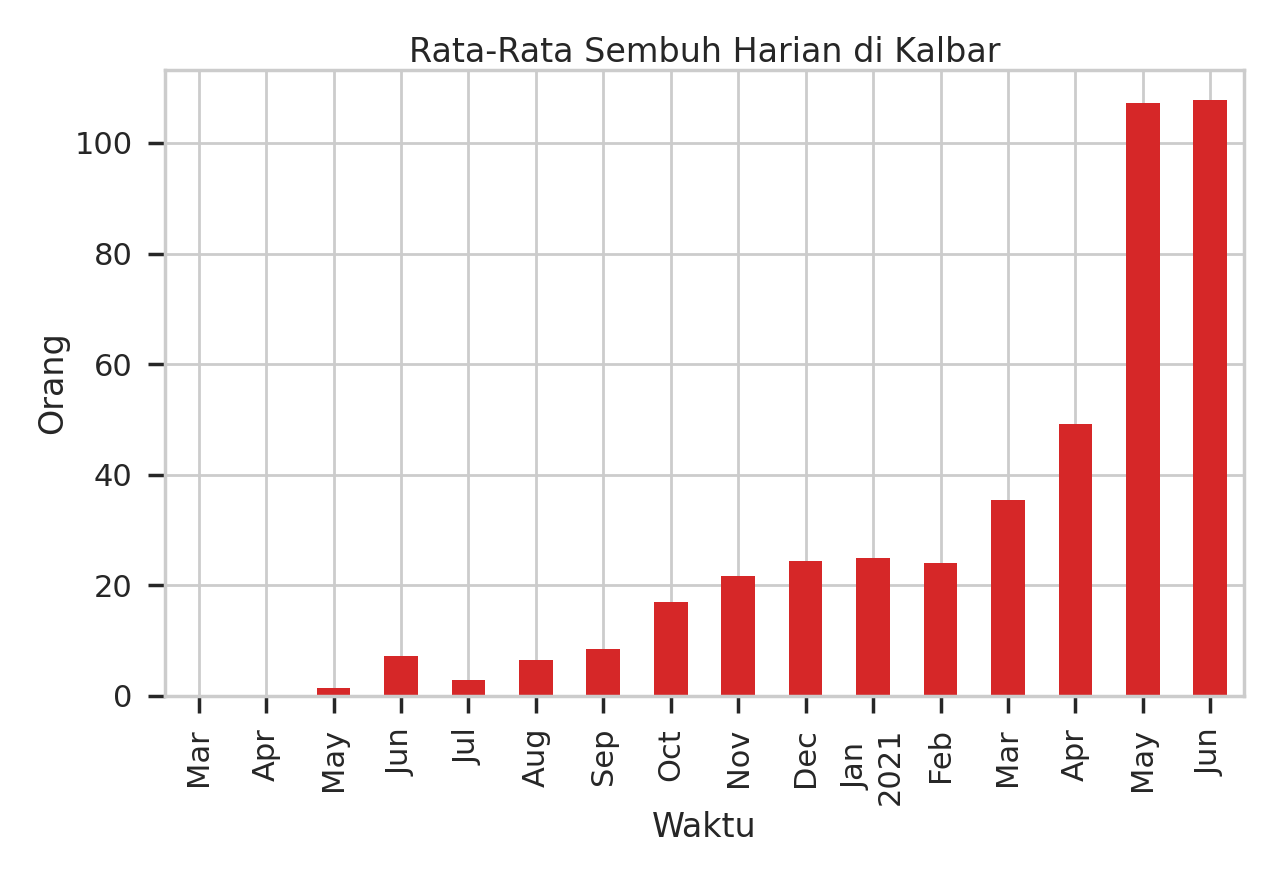 Rata-Rata Sembuh Harian di Kalbar
Orang
100
80
60
40
20
0
Mar
Apr
May
Jun
Jul
Aug
Sep
Oct
Nov
Dec
Jan
2021
Feb
Mar
Apr
May
Jun
Waktu